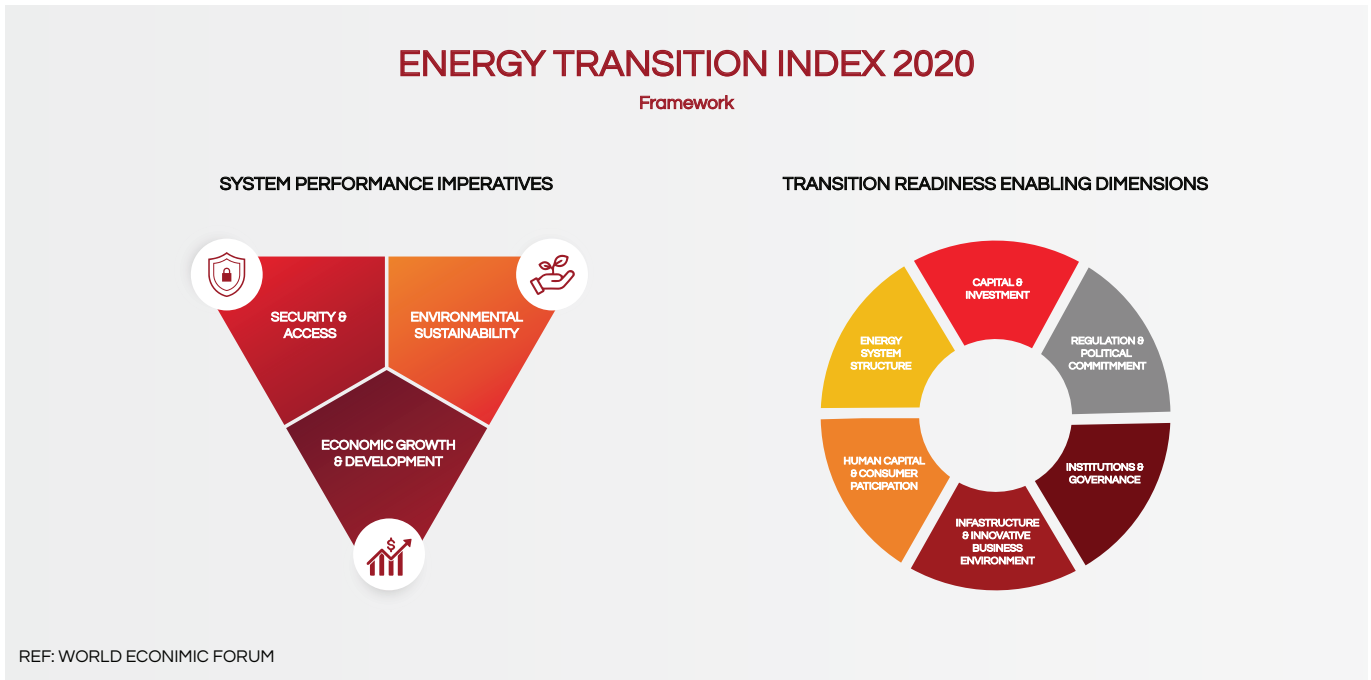 ENERGY TRANSITION INDEX 2020
Framework
SYSTEM PERFORMANCE IMPERATIVES
SECURITY &
ACCESS
ENVIRONMENTAL
SUSTAINABILITY
ECONOMIC GROWTH
& DEVELOPMENT
$
TRANSITION READINESS ENABLING DIMENSIONS
CAPITAL &
INVESTMENT
REGULATION &
POLITICAL
COMMITMMENT
INSTITUTIONS &
GOVERNANCE
INFASTRUCTURE
& INNOVATIVE
BUSINESS
ENVIRONMENT
HUMAN CAPITAL
& CONSUMER
PATICIPATION
ENERGY
SYSTEM
STRUCTURE
REF: WORLD ECONIMIC FORUM